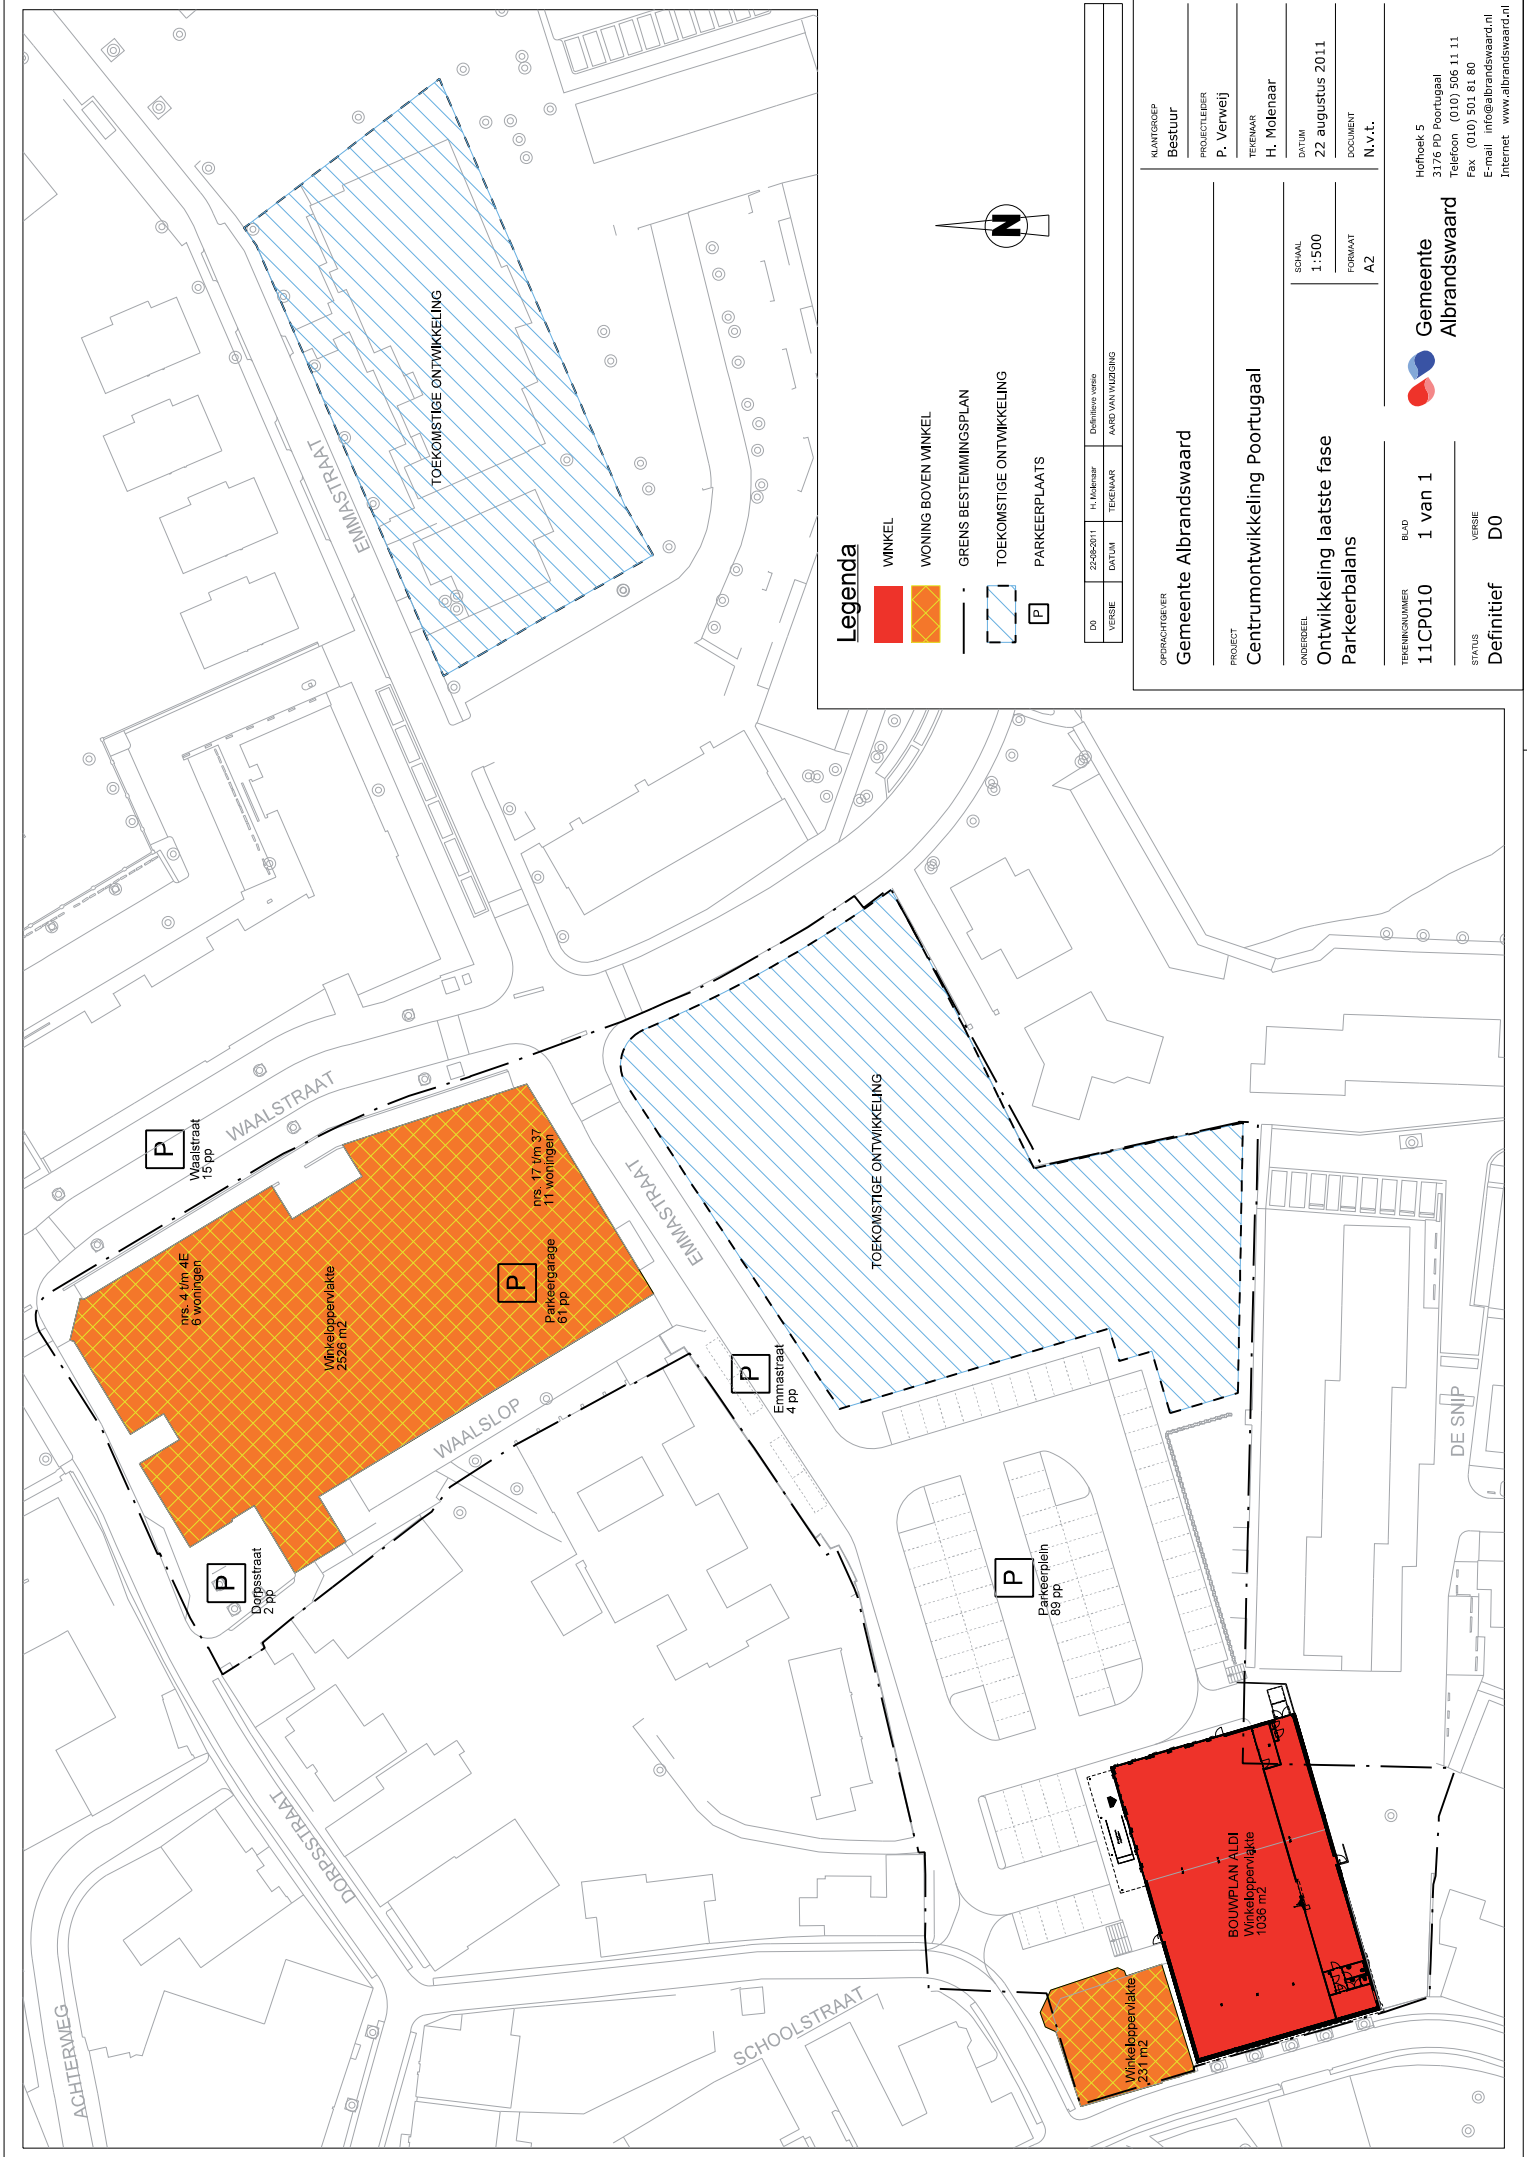 ACHTERWEG
DORPSSTRAAT
SCHOOLSTRAAT
WAALSLOP
WAALSTRAAT
EMMASTRAAT
EMMASTRAAT
DE SNIP
P
Dorpsstraat
2 pp
nrs. 4 t/m 4E
6 woningen
Winkeloppervlakte
2526 m2
P
Waalstraat
15 pp
P
Parkeergarage
61 pp
nrs. 17 t/m 37
11 woningen
P
Emmastraat
4 pp
P
Parkeerplein
89 pp
Winkeloppervlakte
231 m2
BOUWPLAN ALDI
Winkeloppervlakte
1036 m2
TOEKOMSTIGE ONTWIKKELING
TOEKOMSTIGE ONTWIKKELING
N
Legenda
WINKEL
WONING BOVEN WINKEL
GRENS BESTEMMINGSPLAN
TOEKOMSTIGE ONTWIKKELING
P PARKEERPLAATS
D0 22-08-2011 H. Molenaar Definitieve versie
VERSIE DATUM TEKENAAR AARD VAN WIJZIGING
OPDRACHTGEVER
Gemeente Albrandswaard
PROJECT
Centrumontwikkeling Poortugaal
ONDERDEEL
Ontwikkeling laatste fase
Parkeerbalans
KLANTGROEP
Bestuur
PROJECTLEIDER
P. Verweij
TEKENAAR
H. Molenaar
SCHAAL
1:500
DATUM
22 augustus 2011
FORMAAT
A2
DOCUMENT
N.v.t.
TEKENINGNUMMER
11CP010
BLAD
1 van 1
STATUS
Definitief
VERSIE
D0
Gemeente
Albrandswaard
Hofhoek 5
3176 PD Poortugaal
Telefoon (010) 506 11 11
Fax (010) 501 81 80
E-mail info@albrandswaard.nl
Internet www.albrandswaard.nl